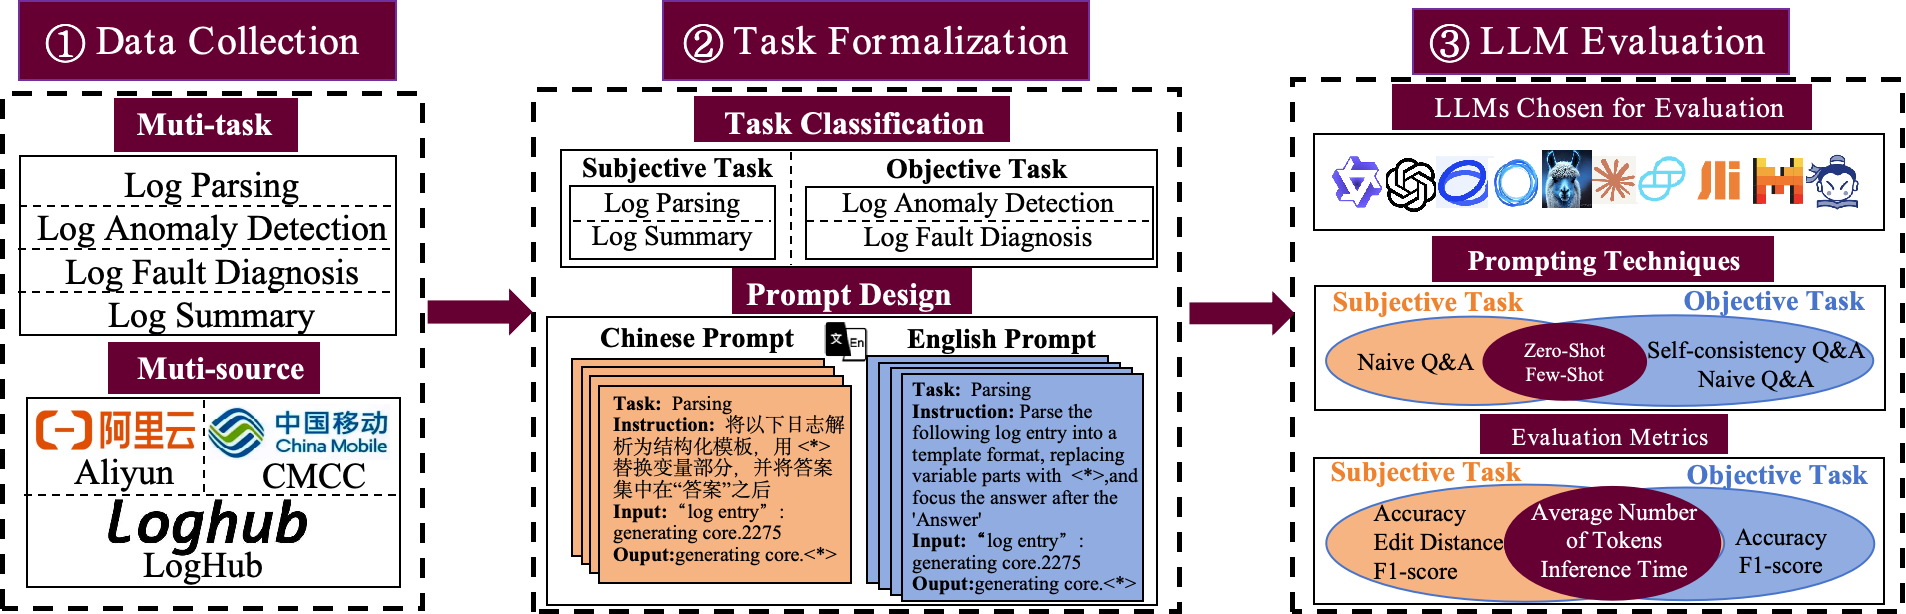 ① Data Collection
Muti-task
Log Parsing
Log Anomaly Detection
Log Fault Diagnosis
Log Summary
Muti-source
阿里云
Aliyun
中国移动
China Mobile
CMCC
Loghub
LogHub
② Task Formalization
Task Classification
Subjective Task
Log Parsing
Log Summary
Objective Task
Log Anomaly Detection
Log Fault Diagnosis
Prompt Design
Chinese Prompt
文 En
English Prompt
Task: Parsing
Instruction: 将以下日志解
析为结构化模板，用 <*>
替换变量部分，并将答案
集中在“答案”之后
Input: “log entry”：
generating core.2275
Ouput:generating core.<*>
Task: Parsing
Instruction: Parse the
following log entry into a
template format, replacing
variable parts with <*>,and
focus the answer after the
'Answer'
Input: “log entry”：
generating core.2275
Ouput:generating core.<*>
③ LLM Evaluation
LLMs Chosen for Evaluation
Prompting Techniques
Subjective Task
Objective Task
Naive Q&A
Zero-Shot
Few-Shot
Self-consistency Q&A
Naive Q&A
Evaluation Metrics
Subjective Task
Objective Task
Accuracy
Edit Distance
F1-score
Average Number
of Tokens
Inference Time
Accuracy
F1-score